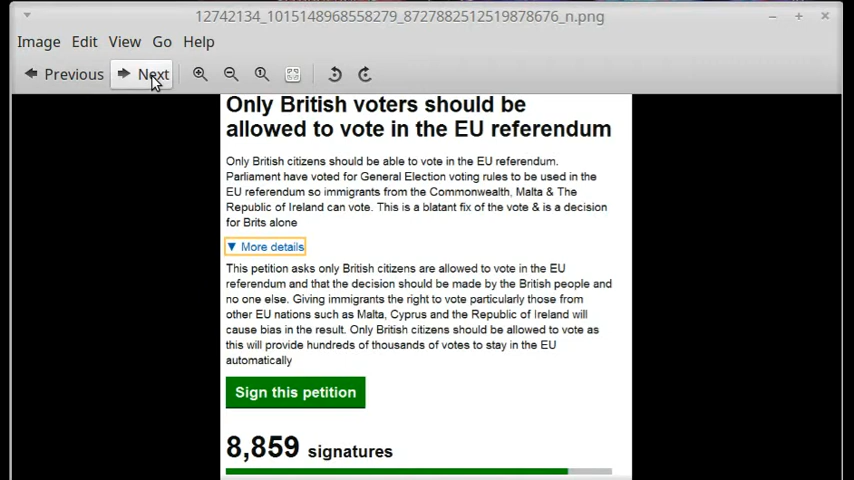 12742134_1015148968558279_8727882512519878676_n.png
Image Edit View Go Help
Previous Next
Only British voters should be
allowed to vote in the EU referendum
Only British citizens should be able to vote in the EU referendum.
Parliament have voted for General Election voting rules to be used in the
EU referendum so immigrants from the Commonwealth, Malta & The
Republic of Ireland can vote. This is a blatant fix of the vote & is a decision
for Brits alone
▼ More details
This petition asks only British citizens are allowed to vote in the EU
referendum and that the decision should be made by the British people and
no one else. Giving immigrants the right to vote particularly those from
other EU nations such as Malta, Cyprus and the Republic of Ireland will
cause bias in the result. Only British citizens should be allowed to vote as
this will provide hundreds of thousands of votes to stay in the EU
automatically
Sign this petition
8,859 signatures